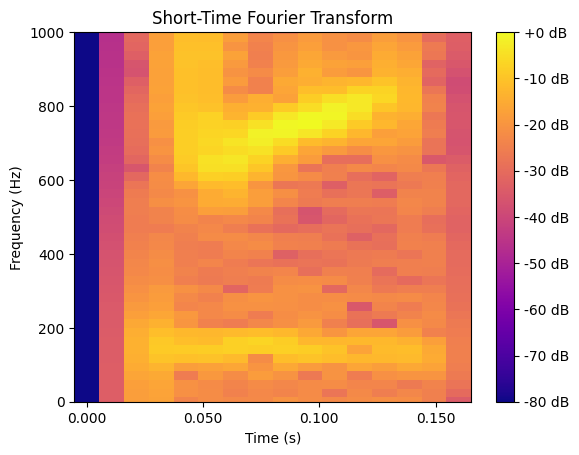 Short-Time Fourier Transform
1000
800
600
400
200
0
Frequency (Hz)
0.000
0.050
0.100
0.150
Time (s)
+0 dB
-10 dB
-20 dB
-30 dB
-40 dB
-50 dB
-60 dB
-70 dB
-80 dB